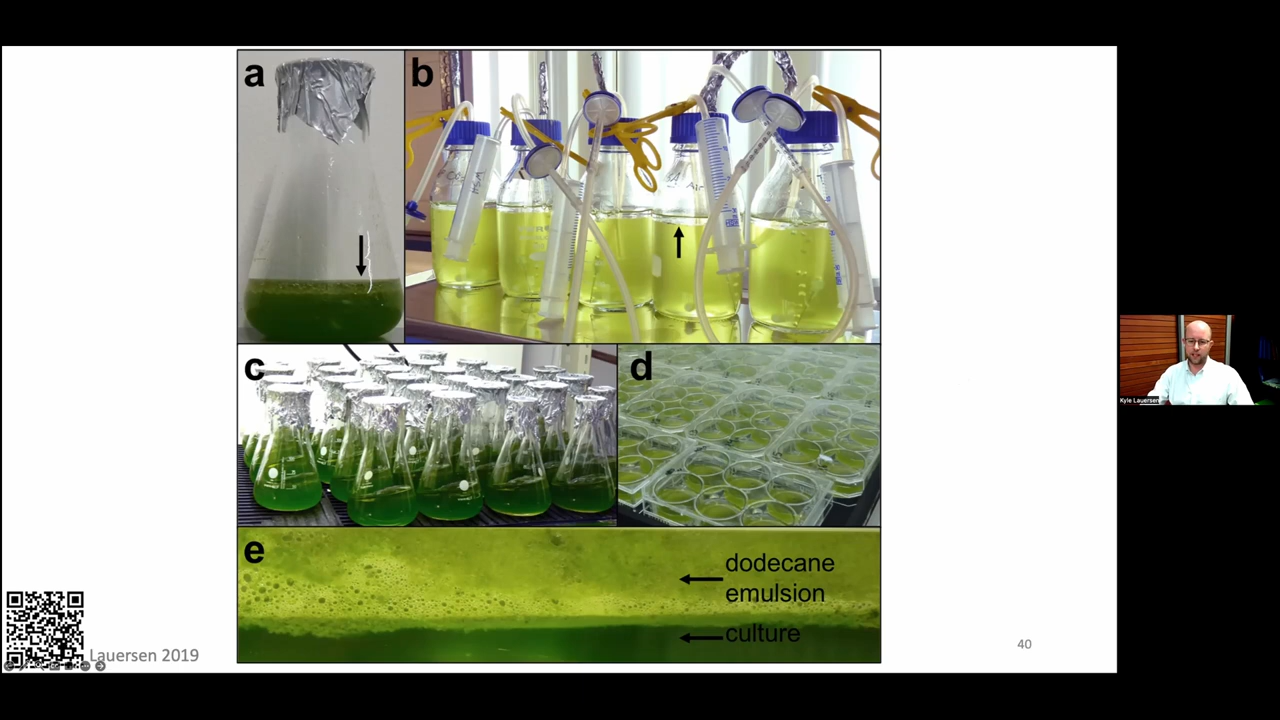 a
b
c
d
e
dodecane
emulsion
culture
Lauersen 2019
40
Kyle Lauersen